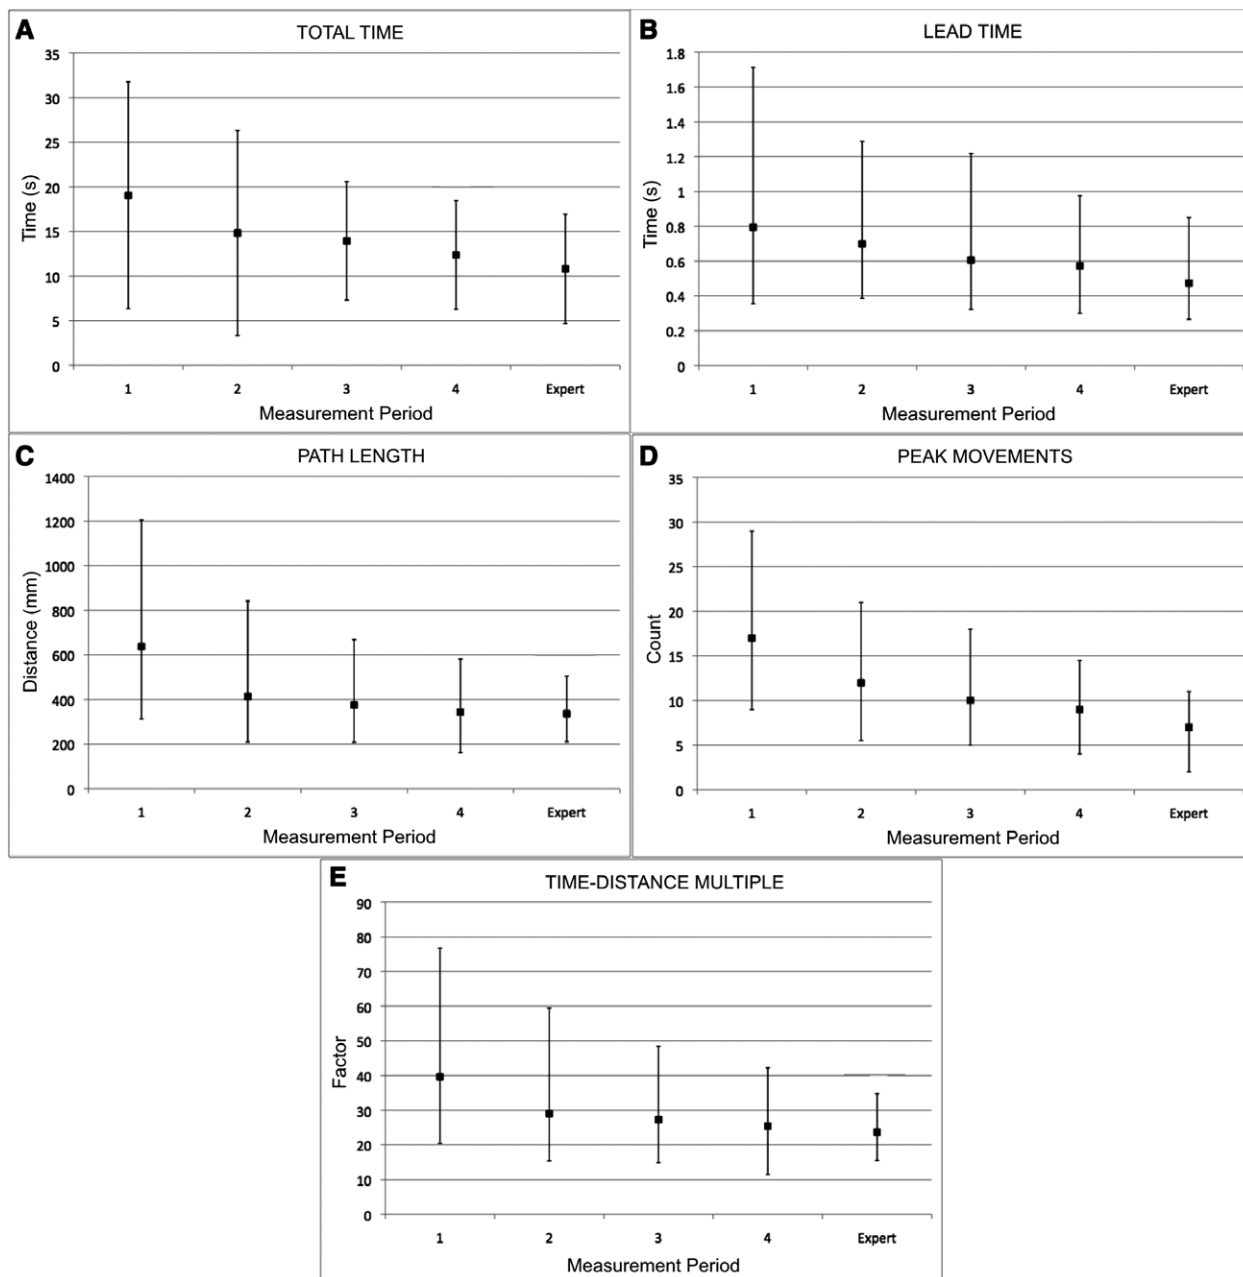 A
TOTAL TIME
35
30
25
20
15
10
5
0
Time (s)
1 2 3 4 Expert
Measurement Period
B
LEAD TIME
1.8
1.6
1.4
1.2
1
0.8
0.6
0.4
0.2
0
Time (s)
1 2 3 4 Expert
Measurement Period
C
PATH LENGTH
1400
1200
1000
800
600
400
200
0
Distance (mm)
1 2 3 4 Expert
Measurement Period
D
PEAK MOVEMENTS
35
30
25
20
15
10
5
0
Count
1 2 3 4 Expert
Measurement Period
E
TIME-DISTANCE MULTIPLE
90
80
70
60
50
40
30
20
10
0
Factor
1 2 3 4 Expert
Measurement Period